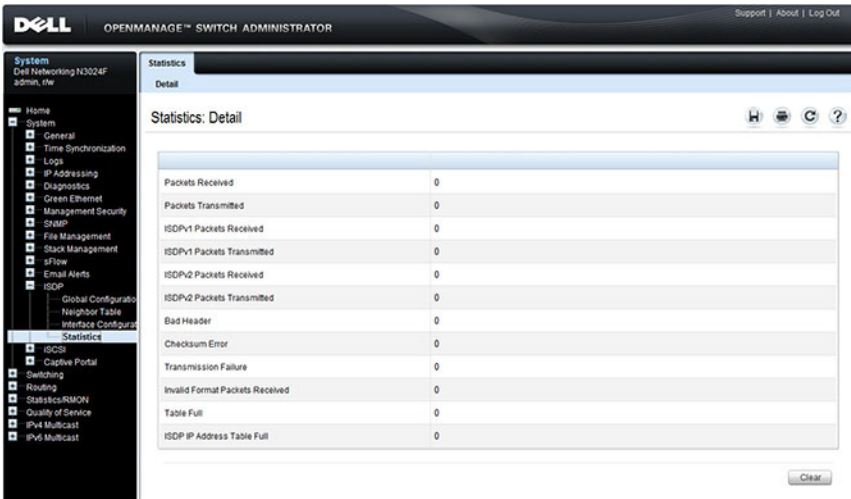 Support | About | Log Out
DELL OPENMANAGE™ SWITCH ADMINISTRATOR
System
Dell Networking N3024F
admin, r/w
Home
System
General
Time Synchronization
Logs
IP Addressing
Diagnostics
Green Ethernet
Management Security
SNMP
File Management
Stack Management
sFlow
Email Alerts
ISDP
Global Configuratio
Neighbor Table
Interface Configurat
Statistics
iSCSI
Captive Portal
Switching
Routing
Statistics/RMON
Quality of Service
IPv4 Multicast
IPv6 Multicast
Statistics
Detail
Statistics: Detail
Packets Received 0
Packets Transmitted 0
ISDPv1 Packets Received 0
ISDPv1 Packets Transmitted 0
ISDPv2 Packets Received 0
ISDPv2 Packets Transmitted 0
Bad Header 0
Checksum Error 0
Transmission Failure 0
Invalid Format Packets Received 0
Table Full 0
ISDP IP Address Table Full 0
Clear